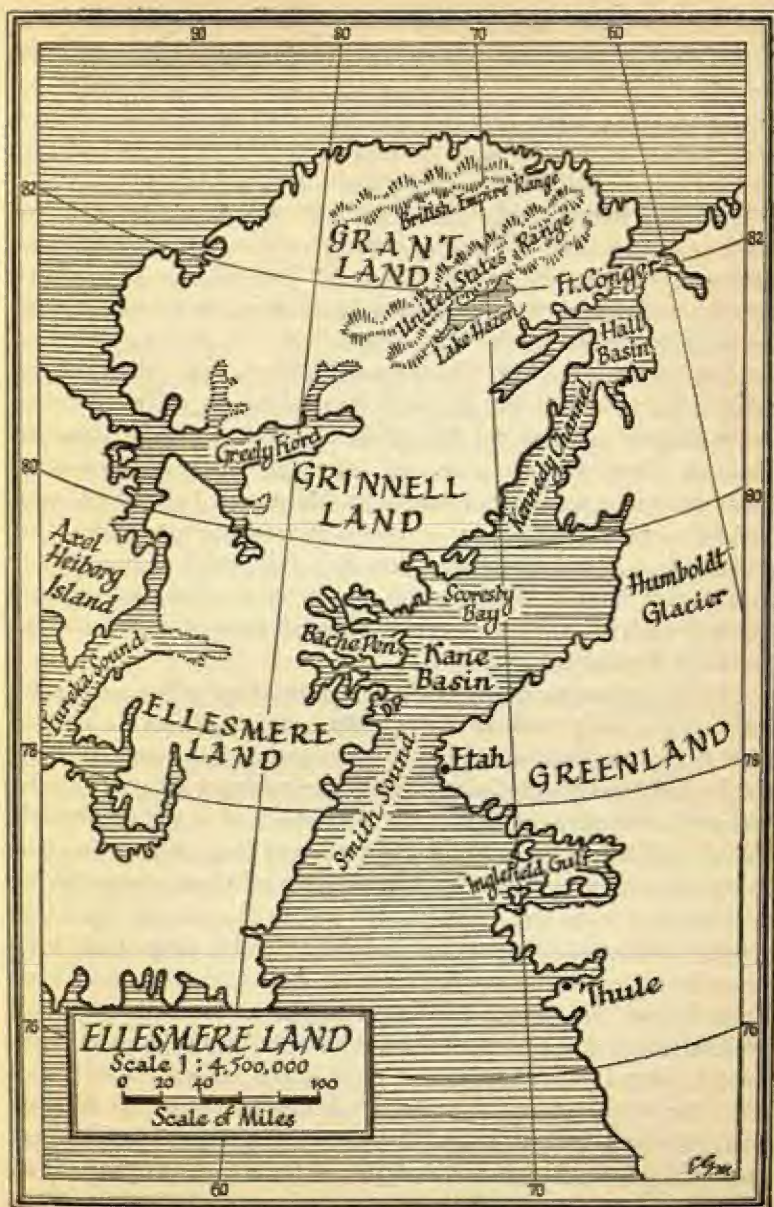 90 80 70 60
82
British Empire Range
GRANT
LAND
United States Range
82
Ft. Conger
Lake Hazen
Hall
Basin
Kennedy Channel
Greely Fiord
80
GRINNELL
LAND
80
Axel
Heiborg
Island
Humboldt
Glacier
Scoresby
Bay
Bache Pen
Kane
Basin
Eureka Sound
D.P.
ELLESMERE
LAND
Smith Sound
Etah
GREENLAND
78
78
Inglefield Gulf
Thule
76
76
ELLESMERE LAND
Scale 1 : 4,500,000
0 20 40 100
Scale of Miles
60 70